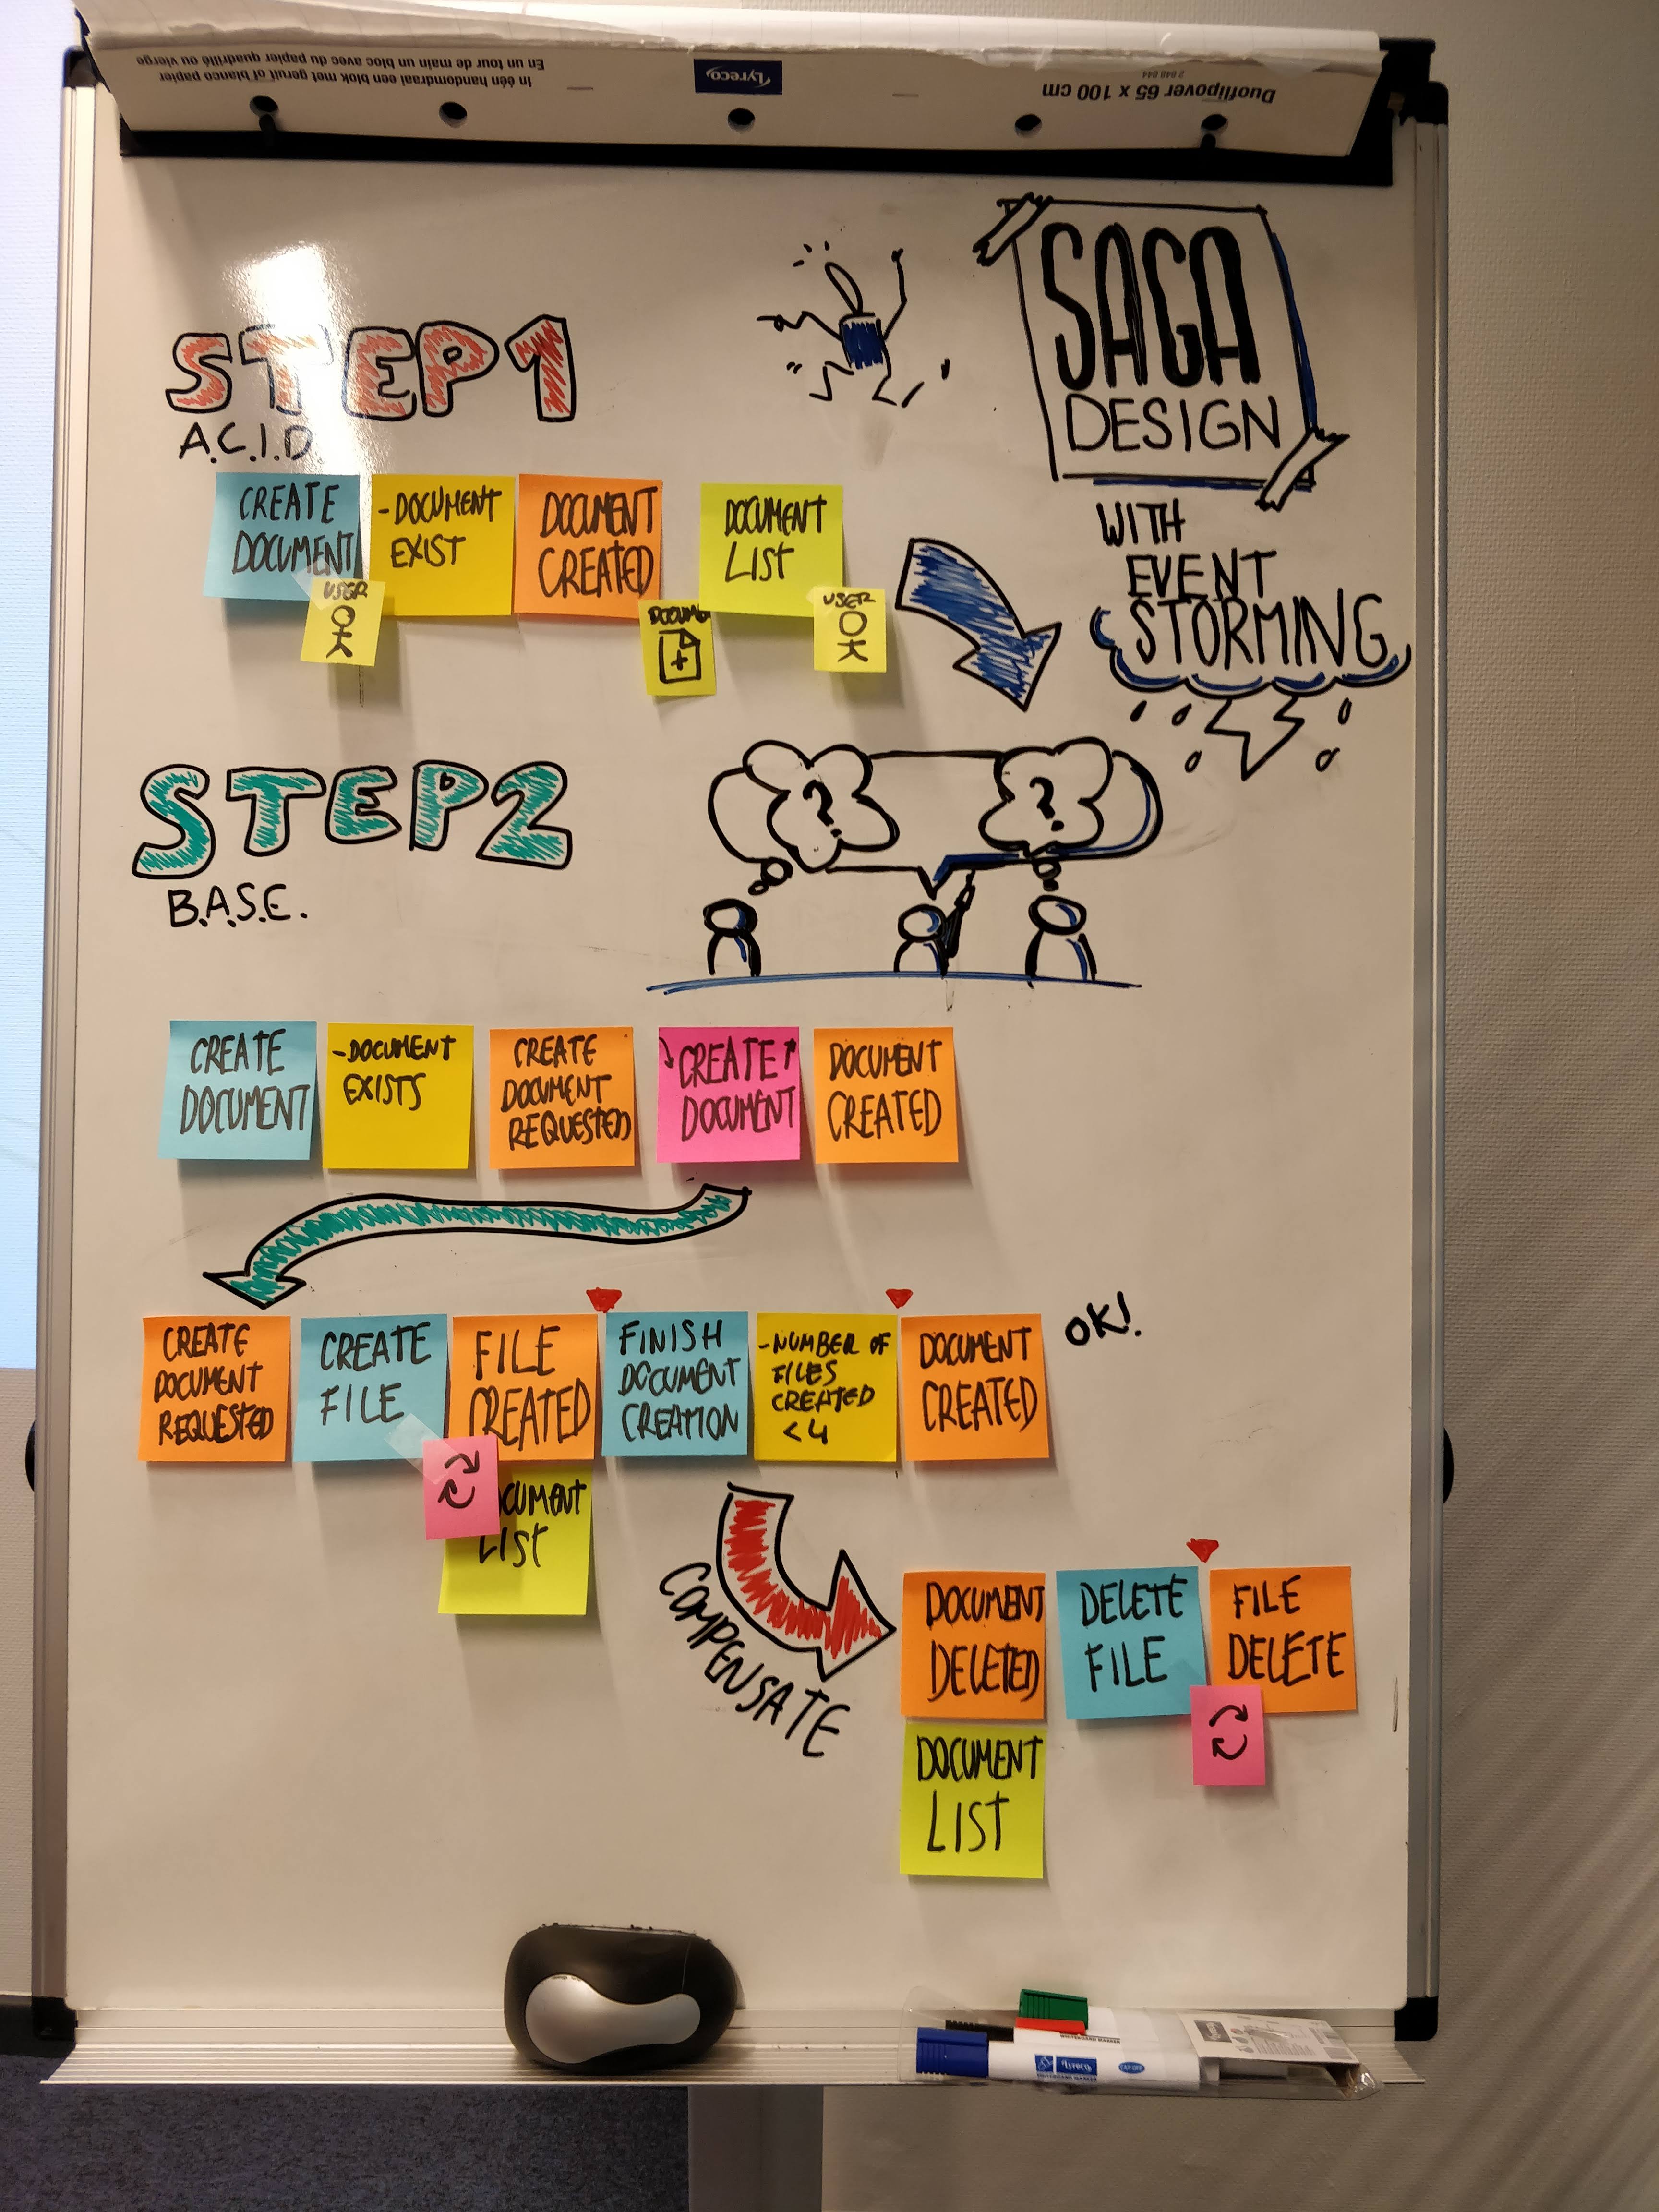 In één handomdraai een blok met geruit of blanco papier
En un tour de main un bloc avec du papier quadrillé ou vierge
Lyreco
Duoflipover 65 x 100 cm
2 848 844
SAGA
DESIGN
WITH
EVENT
STORMING
STEP1
A.C.I.D.
CREATE
DOCUMENT
USER
-DOCUMENT
EXIST
DOCUMENT
CREATED
DOCUME
DOCUMENT
LIST
USER
STEP2
B.A.S.E.
?
?
CREATE
DOCUMENT
-DOCUMENT
EXISTS
CREATE
DOCUMENT
REQUESTED
CREATE
DOCUMENT
DOCUMENT
CREATED
CREATE
DOCUMENT
REQUESTED
CREATE
FILE
FILE
CREATED
CUMENT
LIST
FINISH
DOCUMENT
CREATION
-NUMBER OF
FILES
CREATED
<4
DOCUMENT
CREATED
OK!
COMPENSATE
DOCUMENT
DELETED
DOCUMENT
LIST
DELETE
FILE
FILE
DELETE
Lyreco